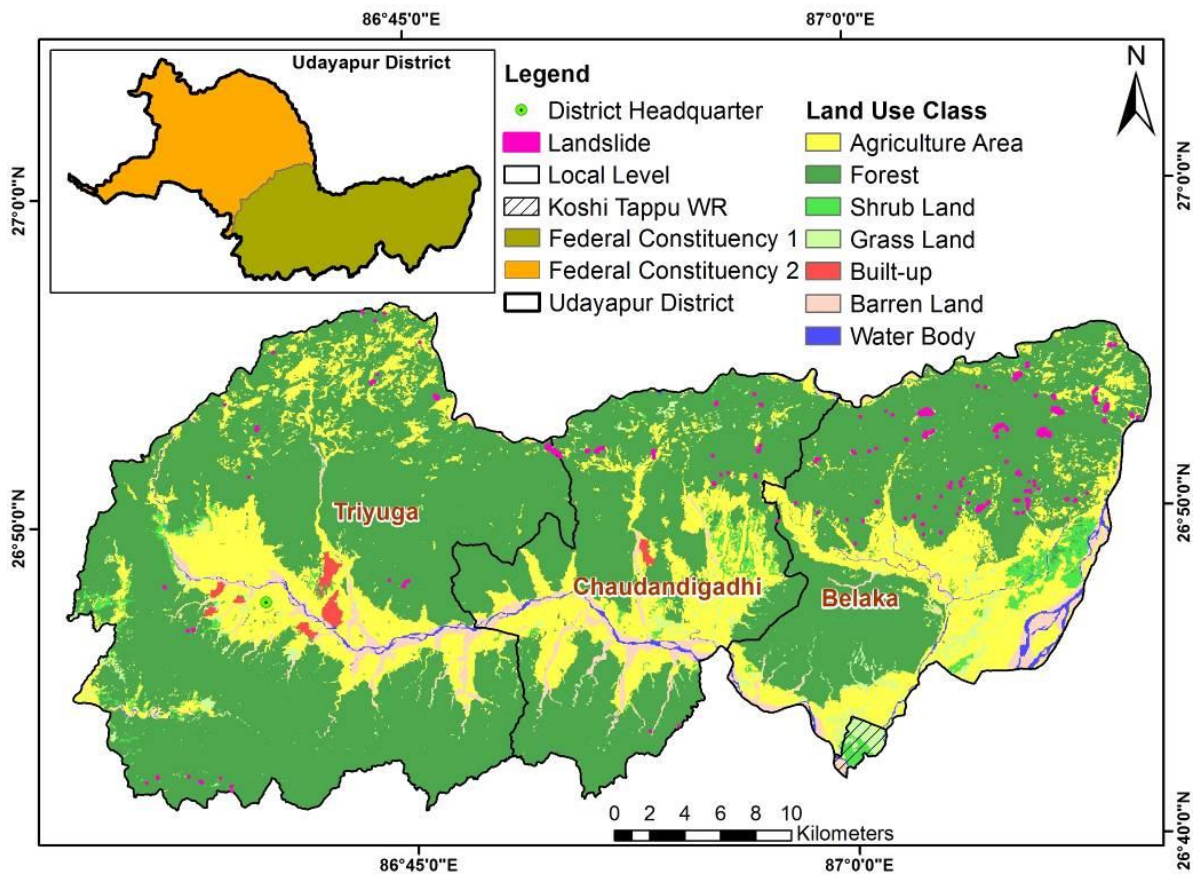 86°45'0"E
87°0'0"E
Udayapur District
Legend
District Headquarter
Landslide
Local Level
Koshi Tappu WR
Federal Constituency 1
Federal Constituency 2
Udayapur District
Land Use Class
Agriculture Area
Forest
Shrub Land
Grass Land
Built-up
Barren Land
Water Body
N
27°0'0"N
27°0'0"N
26°50'0"N
26°50'0"N
26°40'0"N
Triyuga
Chaudandigadhi
Belaka
0 2 4 6 8 10
Kilometers
86°45'0"E
87°0'0"E